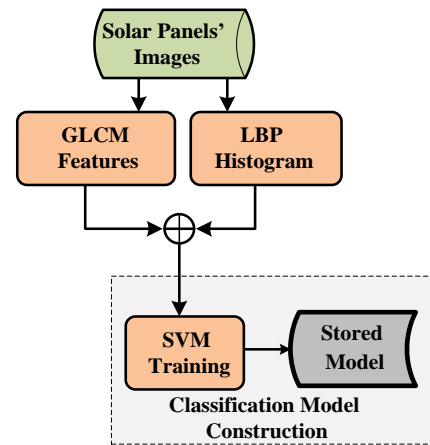 Solar Panels'
Images
GLCM
Features
LBP
Histogram
SVM
Training
Stored
Model
Classification Model
Construction